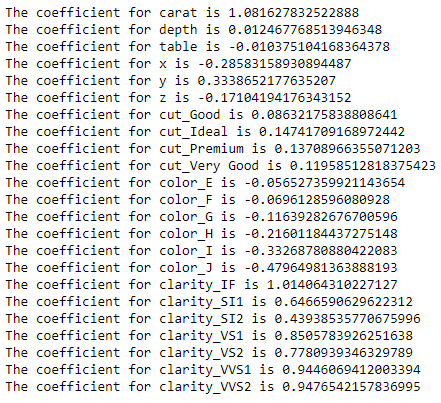 The coefficient for carat is 1.081627832522888
The coefficient for depth is 0.012467768513946348
The coefficient for table is -0.010375104168364378
The coefficient for x is -0.28583158930894487
The coefficient for y is 0.3338652177635207
The coefficient for z is -0.17104194176343152
The coefficient for cut_Good is 0.08632175838808641
The coefficient for cut_Ideal is 0.14741709168972442
The coefficient for cut_Premium is 0.13708966355071203
The coefficient for cut_Very Good is 0.11958512818375423
The coefficient for color_E is -0.056527359921143654
The coefficient for color_F is -0.0696128596080928
The coefficient for color_G is -0.11639282676700596
The coefficient for color_H is -0.21601184437275148
The coefficient for color_I is -0.33268780880422083
The coefficient for color_J is -0.47964981363888193
The coefficient for clarity_IF is 1.014064310227127
The coefficient for clarity_SI1 is 0.6466590629622312
The coefficient for clarity_SI2 is 0.43938535770675996
The coefficient for clarity_VS1 is 0.8505783926251638
The coefficient for clarity_VS2 is 0.7780939346329789
The coefficient for clarity_VVS1 is 0.9446069412003394
The coefficient for clarity_VVS2 is 0.9476542157836995